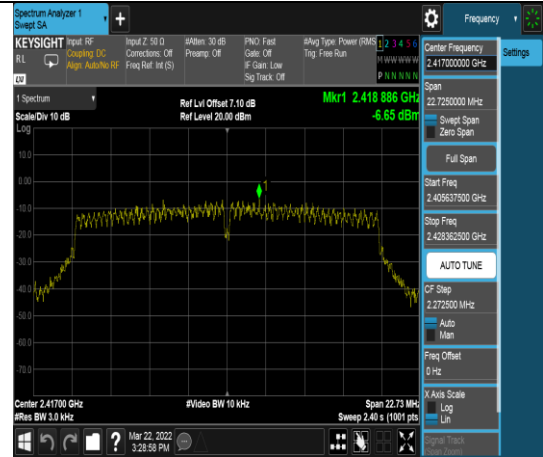 Spectrum Analyzer 1
Swept SA
+
Frequency
KEYSIGHT
RL
Input: RF
Coupling: DC
Align: Auto/No RF
Input Z: 50 Ω
Corrections: Off
Freq Ref: Int (S)
#Atten: 30 dB
Preamp: Off
PNO: Fast
Gate: Off
IF Gain: Low
Sig Track: Off
#Avg Type: Power (RMS
Trig: Free Run
1 2 3 4 5 6
M W W W W W
P N N N N N
LXI
Center Frequency
2.417000000 GHz
Settings
Span
22.7250000 MHz
Swept Span
Zero Span
Full Span
Start Freq
2.405637500 GHz
Stop Freq
2.428362500 GHz
AUTO TUNE
CF Step
2.272500 MHz
Auto
Man
Freq Offset
0 Hz
X Axis Scale
Log
Lin
Signal Track
(Span Zoom)
1 Spectrum
Scale/Div 10 dB
Ref Lvl Offset 7.10 dB
Ref Level 20.00 dBm
Mkr1 2.418 886 GHz
-6.65 dBm
Log
10.0
0.00
-10.0
-20.0
-30.0
-40.0
-50.0
-70.0
1
Center 2.41700 GHz
#Res BW 3.0 kHz
#Video BW 10 kHz
Span 22.73 MHz
Sweep 2.40 s (1001 pts
?
Mar 22, 2022
3:28:58 PM